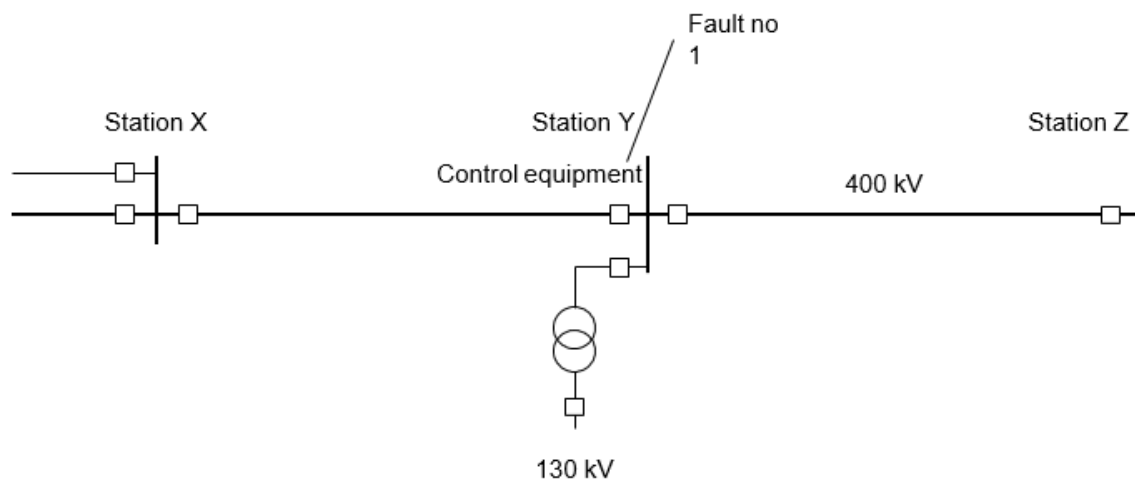 Fault no
1
Station X
Station Y
Station Z
Control equipment
400 kV
130 kV